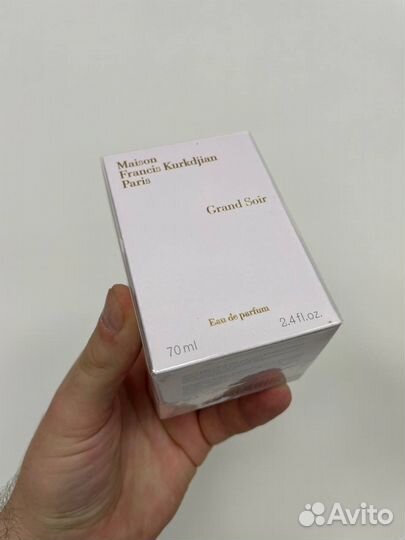 Maison
Francis Kurkdjian
Paris
Grand Soir
Eau de parfum
70 ml
2.4 fl.oz.
Avito